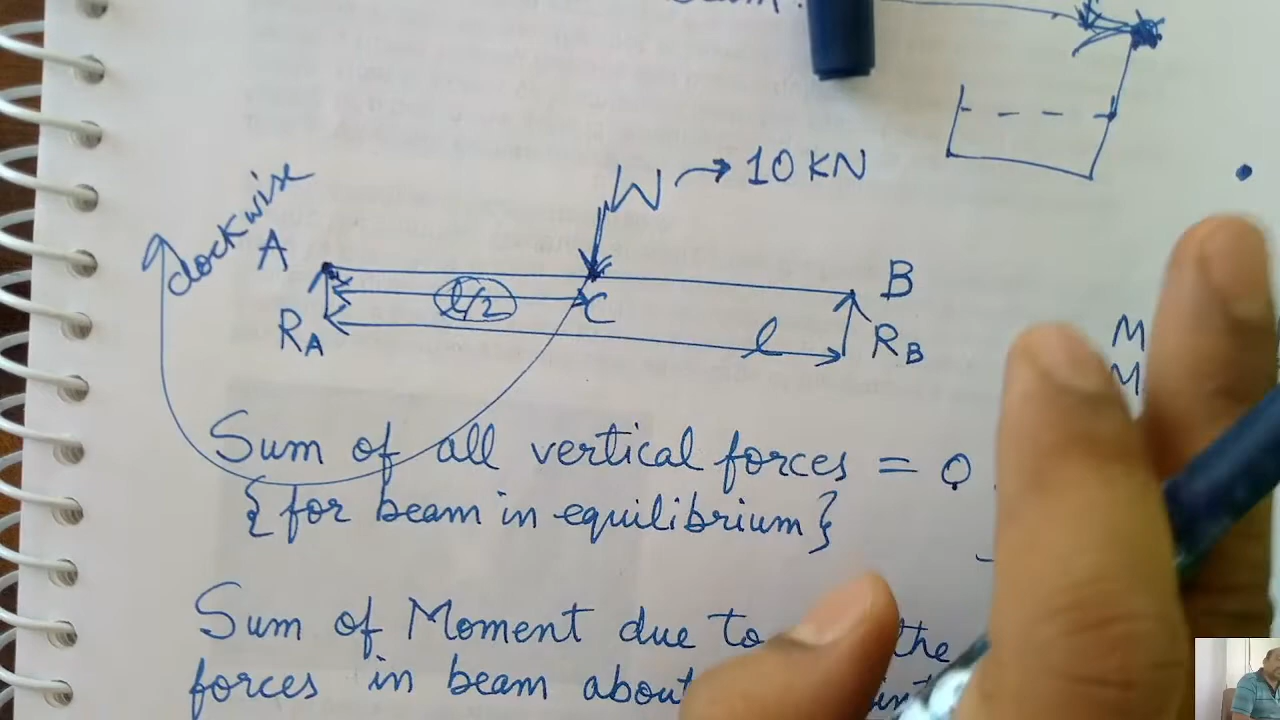 beam.
W → 10 KN
clockwise
A
B
l/2
C
RA
l
RB
M
M
Sum of all vertical forces = 0
{for beam in equilibrium}
Sum of Moment due to the
forces in beam about